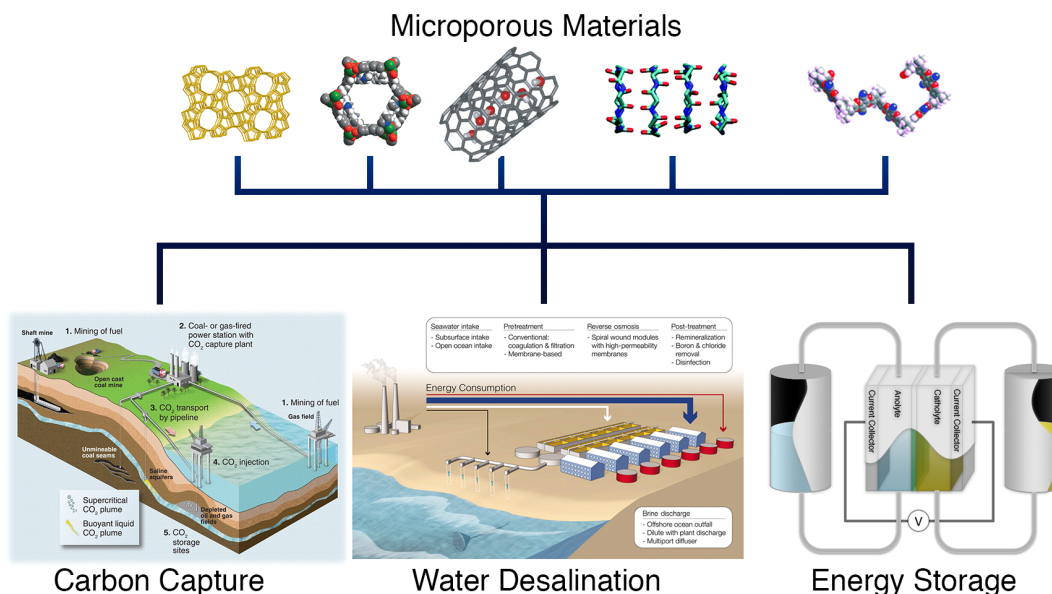 Microporous Materials
Shaft mine
1. Mining of fuel
2. Coal- or gas-fired
power station with
CO₂ capture plant
Open cast
coal mine
3. CO₂ transport
by pipeline
1. Mining of fuel
Gas field
4. CO₂ injection
Unmineable
coal seams
Saline
aquifers
Depleted
oil and gas
fields
Supercritical
CO₂ plume
Buoyant liquid
CO₂ plume
5. CO₂
storage
sites
Carbon Capture
Seawater intake
- Subsurface intake
- Open ocean intake
Pretreatment
- Conventional:
coagulation & filtration
- Membrane-based
Reverse osmosis
- Spiral wound modules
with high-permeability
membranes
Post-treatment
- Remineralization
- Boron & chloride
removal
- Disinfection
Energy Consumption
Brine discharge
- Offshore ocean outfall
- Dilute with plant discharge
- Multiport diffuser
Water Desalination
Current Collector
Anolyte
Catholyte
Current Collector
V
Energy Storage